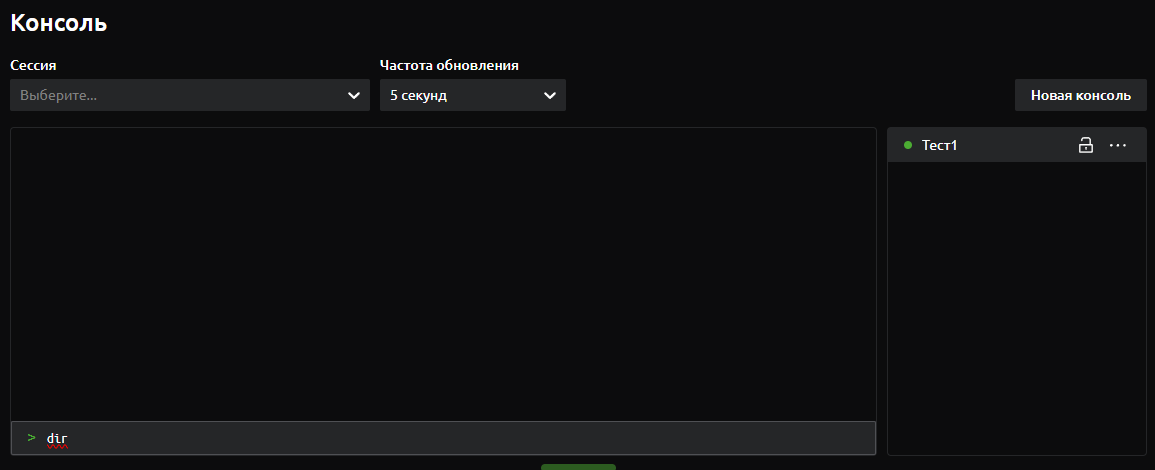 Консоль
Сессия
Частота обновления
Выберите...
5 секунд
Новая консоль
Тест1
> dir